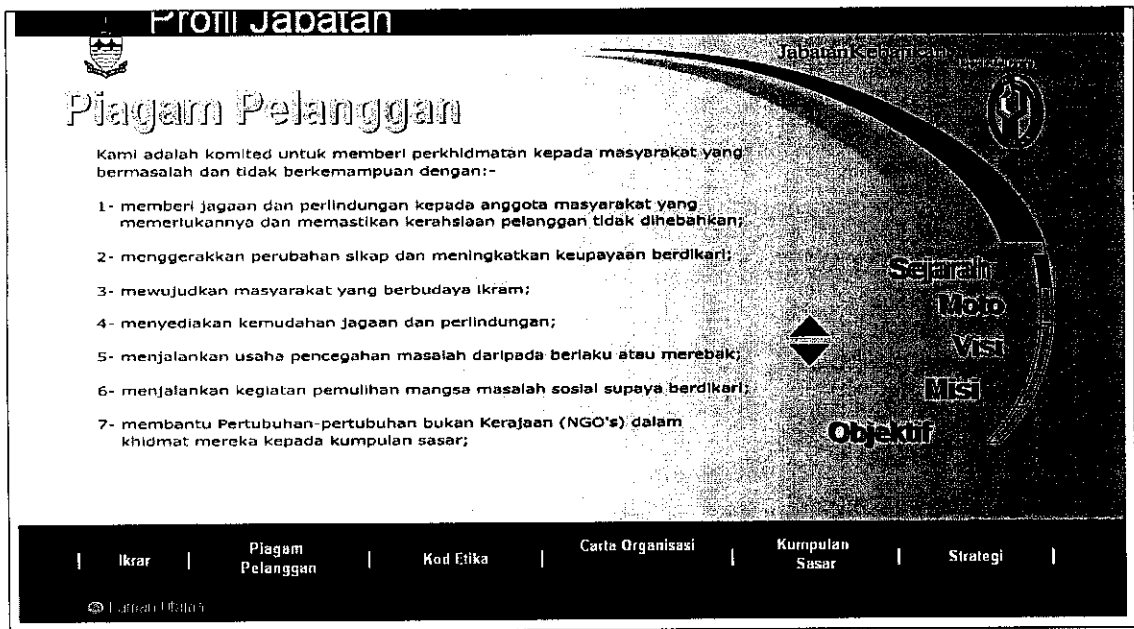 Profil Jabatan
Piagam Pelanggan
Kami adalah komited untuk memberi perkhidmatan kepada masyarakat yang
bermasalah dan tidak berkemampuan dengan:-
1- memberi jagaan dan perlindungan kepada anggota masyarakat yang
memerlukannya dan memastikan kerahsiaan pelanggan tidak dihebahkan;
2- menggerakkan perubahan sikap dan meningkatkan keupayaan berdikari;
3- mewujudkan masyarakat yang berbudaya ikram;
4- menyediakan kemudahan jagaan dan perlindungan;
5- menjalankan usaha pencegahan masalah daripada berlaku atau merebak;
6- menjalankan kegiatan pemulihan mangsa masalah sosial supaya berdikari;
7- membantu Pertubuhan-pertubuhan bukan Kerajaan (NGO's) dalam
khidmat mereka kepada kumpulan sasar;
Sejarah
Moto
Visi
Misi
Objektif
| Ikrar | Piagam Pelanggan | Kod Etika | Carta Organisasi | Kumpulan Sasar | Strategi |
Laman Utama